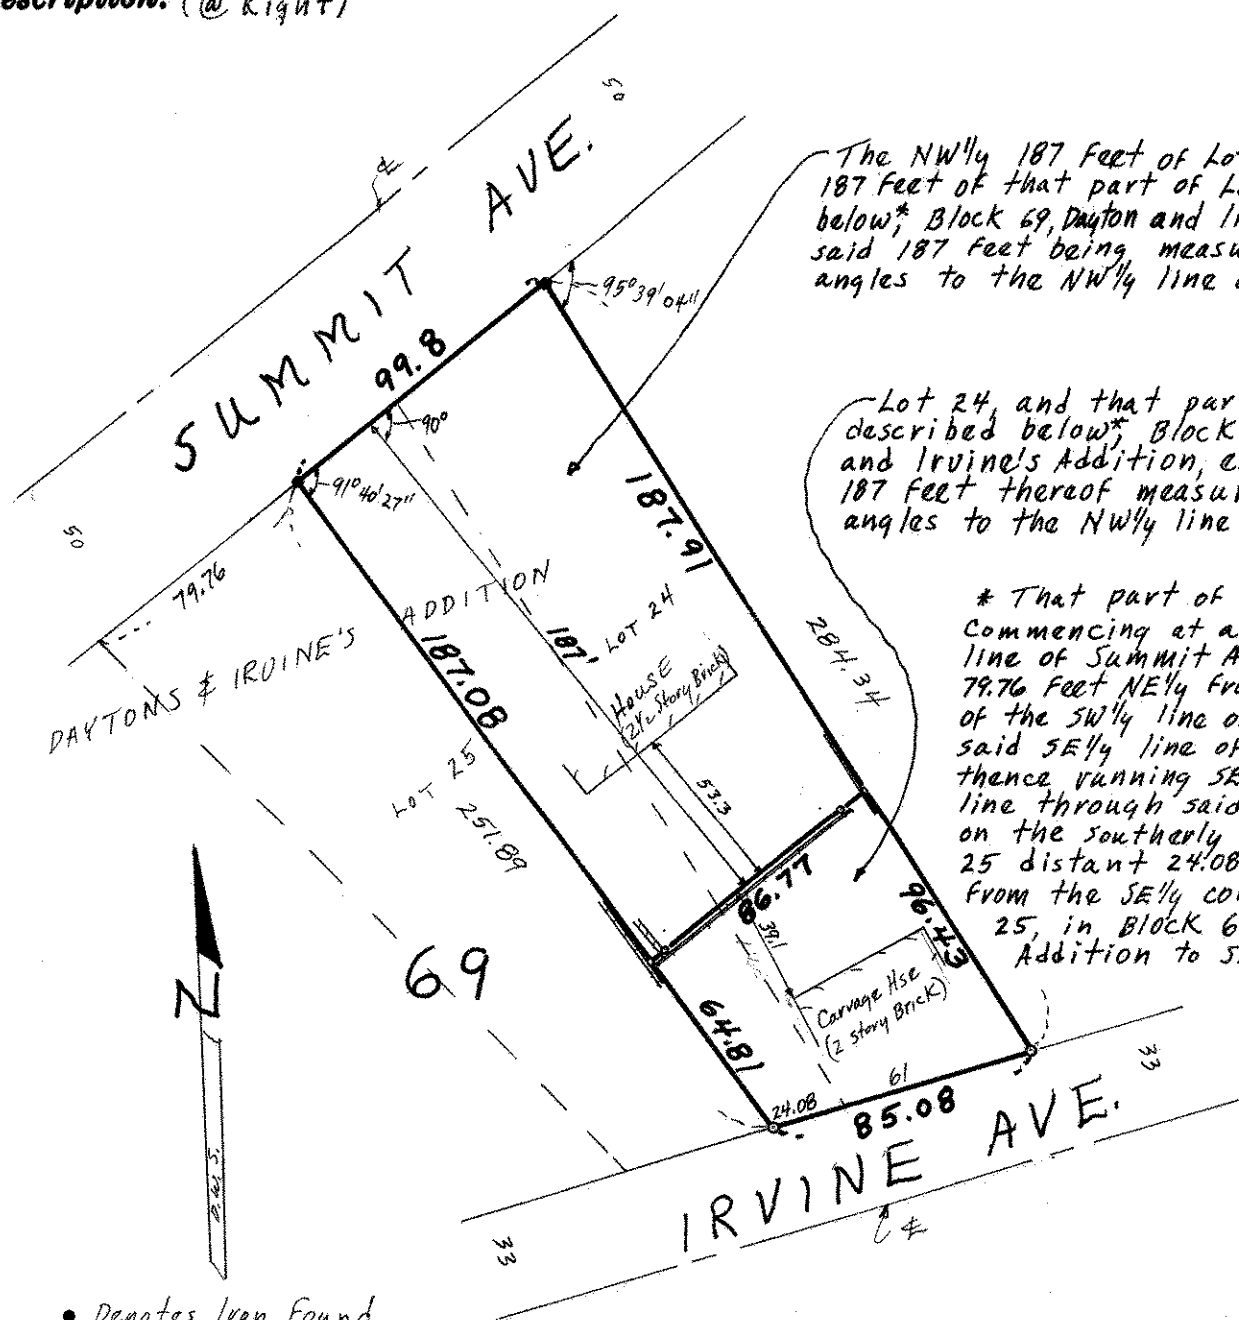 escription: (@ Right)
SUMMIT AVE.
50
50
℄
The NW'ly 187 Feet of Lot
187 Feet of that part of L
below*, Block 69, Dayton and Ir
said 187 Feet being measu
angles to the NW'ly line
95°39'04"
99.8
90°
91°40'27"
79.76
Lot 24, and that par
described below*, Block
and Irvine's Addition, e
187 Feet thereof measur
angles to the NW'ly line
187.91
284.34
187'
LOT 24
House
(2½ Story Brick)
DAYTONS & IRVINE'S ADDITION
187.08
LOT 25
251.89
53.3
* That part of
Commencing at a
line of Summit A
79.76 Feet NE'ly Fro
of the SW'ly line o
said SE'ly line of
thence running SE
line through said
on the southerly
25 distant 24.08
From the SE'ly co
25, in Block 6
Addition to S
86.77
39.1
96.43
69
64.81
Carriage Hse
(2 Story Brick)
24.08
61
85.08
33
33
IRVINE AVE.
℄
N
• Denotes Iron Found